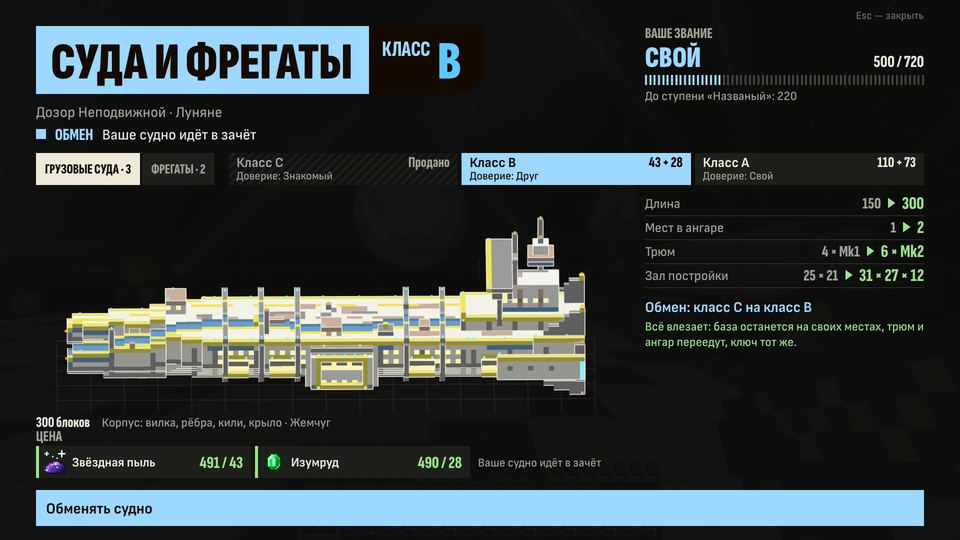 Esc — закрыть
СУДА И ФРЕГАТЫ
КЛАСС B
ВАШЕ ЗВАНИЕ
СВОЙ 500 / 720
До ступени «Названый»: 220
Дозор Неподвижной · Луняне
ОБМЕН Ваше судно идёт в зачёт
ГРУЗОВЫЕ СУДА · 3 ФРЕГАТЫ · 2
Класс C Продано
Доверие: Знакомый
Класс B 43 + 28
Доверие: Друг
Класс A 110 + 73
Доверие: Свой
Длина 150 ▶ 300
Мест в ангаре 1 ▶ 2
Трюм 4 × Mk1 ▶ 6 × Mk2
Зал постройки 25 × 21 ▶ 31 × 27 × 12
Обмен: класс C на класс B
Всё влезает: база останется на своих местах, трюм и
ангар переедут, ключ тот же.
300 блоков Корпус: вилка, рёбра, кили, крыло · Жемчуг
ЦЕНА
Звёздная пыль 491 / 43 Изумруд 490 / 28 Ваше судно идёт в зачёт
Обменять судно